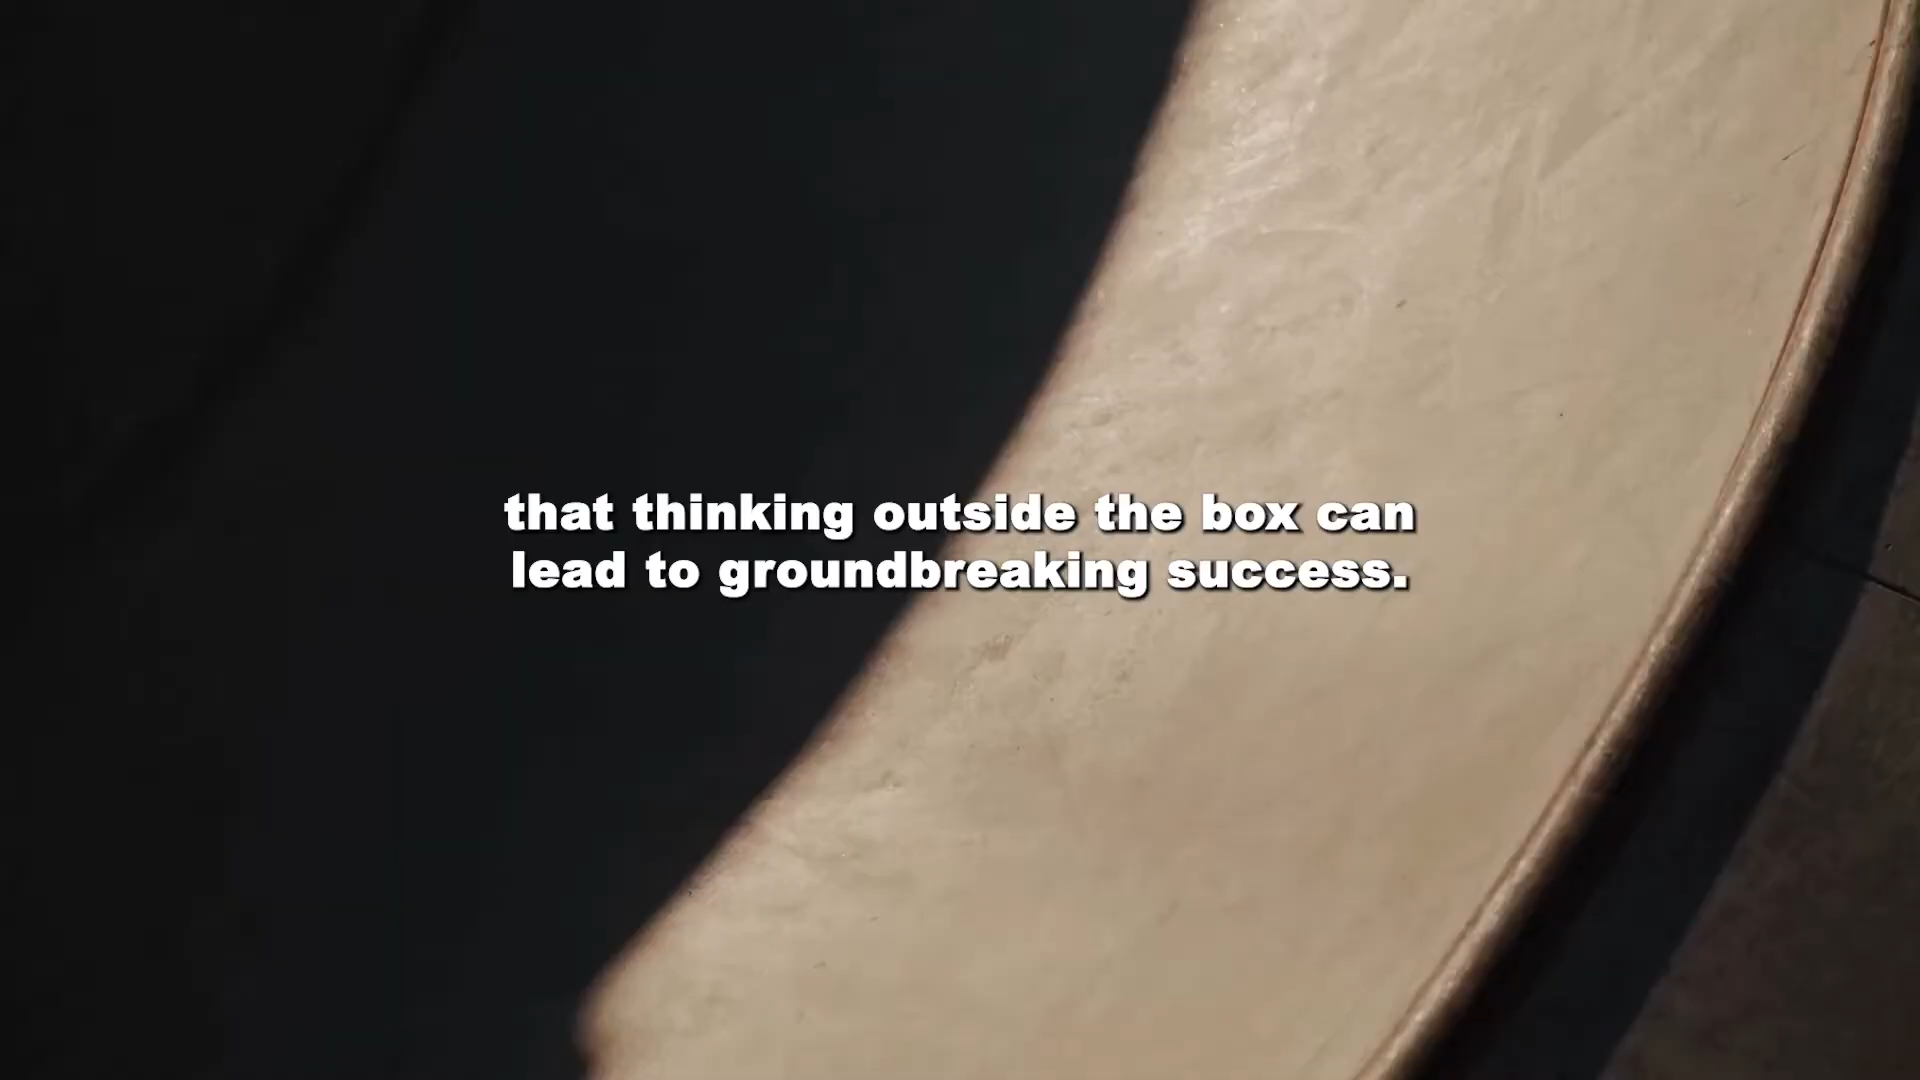 that thinking outside the box can
lead to groundbreaking success.